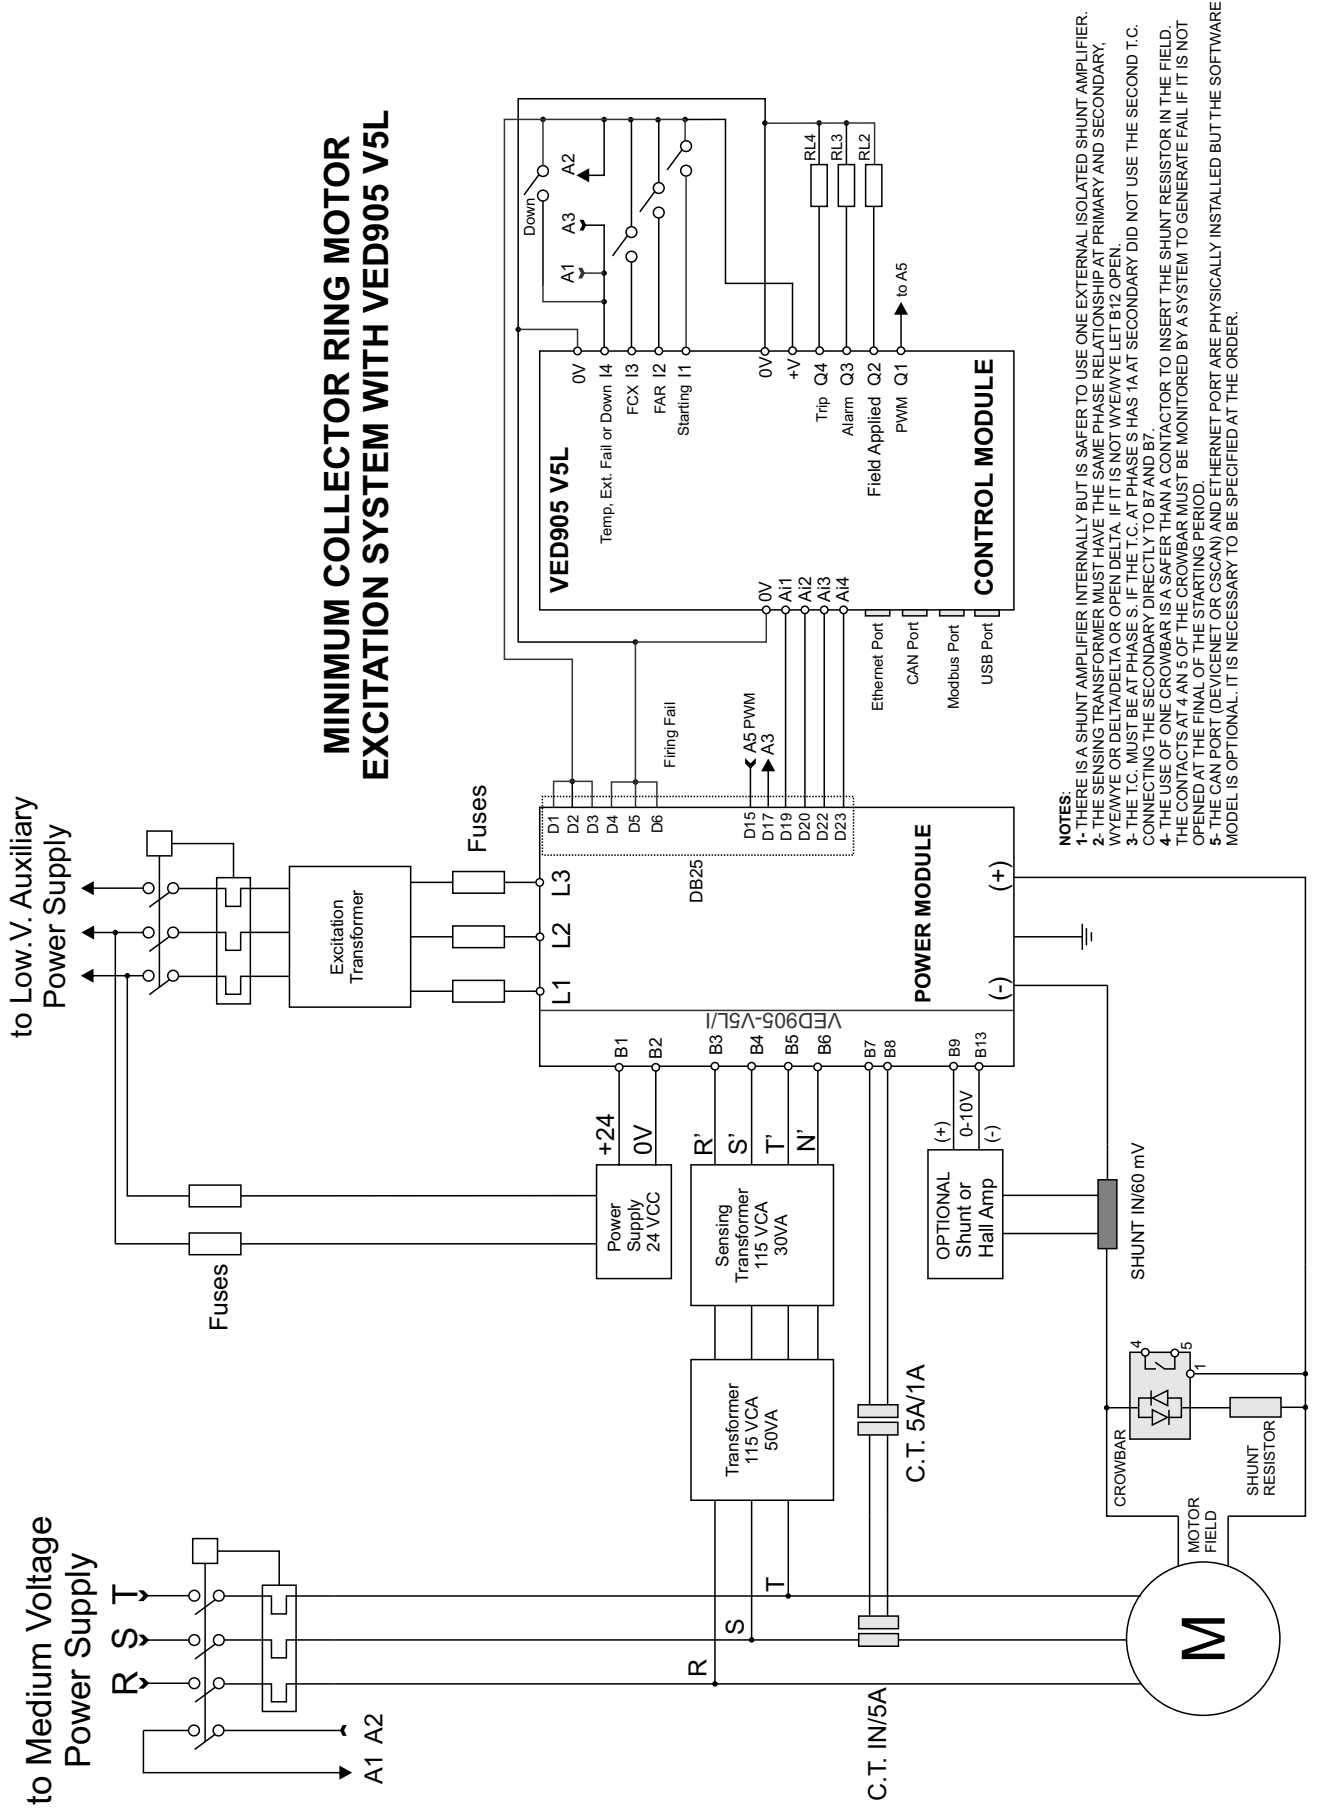 MINIMUM COLLECTOR RING MOTOR
EXCITATION SYSTEM WITH VED905 V5L
to Medium Voltage
Power Supply
R
S
T
A1
A2
to Low.V. Auxiliary
Power Supply
Fuses
Excitation
Transformer
Fuses
Power
Supply
24 VCC
+24
0V
Transformer
115 VCA
50VA
Sensing
Transformer
115 VCA
30VA
R'
S'
T'
N'
R
S
T
C.T. IN/5A
C.T. 5A/1A
OPTIONAL
Shunt or
Hall Amp
(+)
0-10V
(-)
SHUNT IN/60 mV
CROWBAR
4
5
1
SHUNT
RESISTOR
MOTOR
FIELD
M
B1
B2
B3
B4
B5
B6
B7
B8
B9
B13
VED905-V5L/I
L1
L2
L3
POWER MODULE
(-)
(+)
DB25
D1
D2
D3
D4
D5
D6
D15
D17
D19
D20
D22
D23
Firing Fail
A5 PWM
A3
VED905 V5L
CONTROL MODULE
0V
Ai1
Ai2
Ai3
Ai4
Ethernet Port
CAN Port
Modbus Port
USB Port
0V
Temp, Ext. Fail or Down I4
FCX I3
FAR I2
Starting I1
0V
+V
Trip Q4
Alarm Q3
Field Applied Q2
PWM Q1
to A5
A1
A3
A2
Down
RL4
RL3
RL2
NOTES:
1- THERE IS A SHUNT AMPLIFIER INTERNALLY BUT IS SAFER TO USE ONE EXTERNAL ISOLATED SHUNT AMPLIFIER.
2- THE SENSING TRANSFORMER MUST HAVE THE SAME PHASE RELATIONSHIP AT PRIMARY AND SECONDARY,
WYE/WYE OR DELTA/DELTA OR OPEN DELTA. IF IT IS NOT WYE/WYE LET B12 OPEN.
3- THE T.C. MUST BE AT PHASE S. IF THE T.C. AT PHASE S HAS 1A AT SECONDARY DID NOT USE THE SECOND T.C.
CONNECTING THE SECONDARY DIRECTLY TO B7 AND B7.
4- THE USE OF ONE CROWBAR IS A SAFER THAN A CONTACTOR TO INSERT THE SHUNT RESISTOR IN THE FIELD.
THE CONTACTS AT 4 AN 5 OF THE CROWBAR MUST BE MONITORED BY A SYSTEM TO GENERATE FAIL IF IT IS NOT
OPENED AT THE FINAL OF THE STARTING PERIOD.
5- THE CAN PORT (DEVICENET OR CSCAN) AND ETHERNET PORT ARE PHYSICALLY INSTALLED BUT THE SOFTWARE
MODEL IS OPTIONAL. IT IS NECESSARY TO BE SPECIFIED AT THE ORDER.